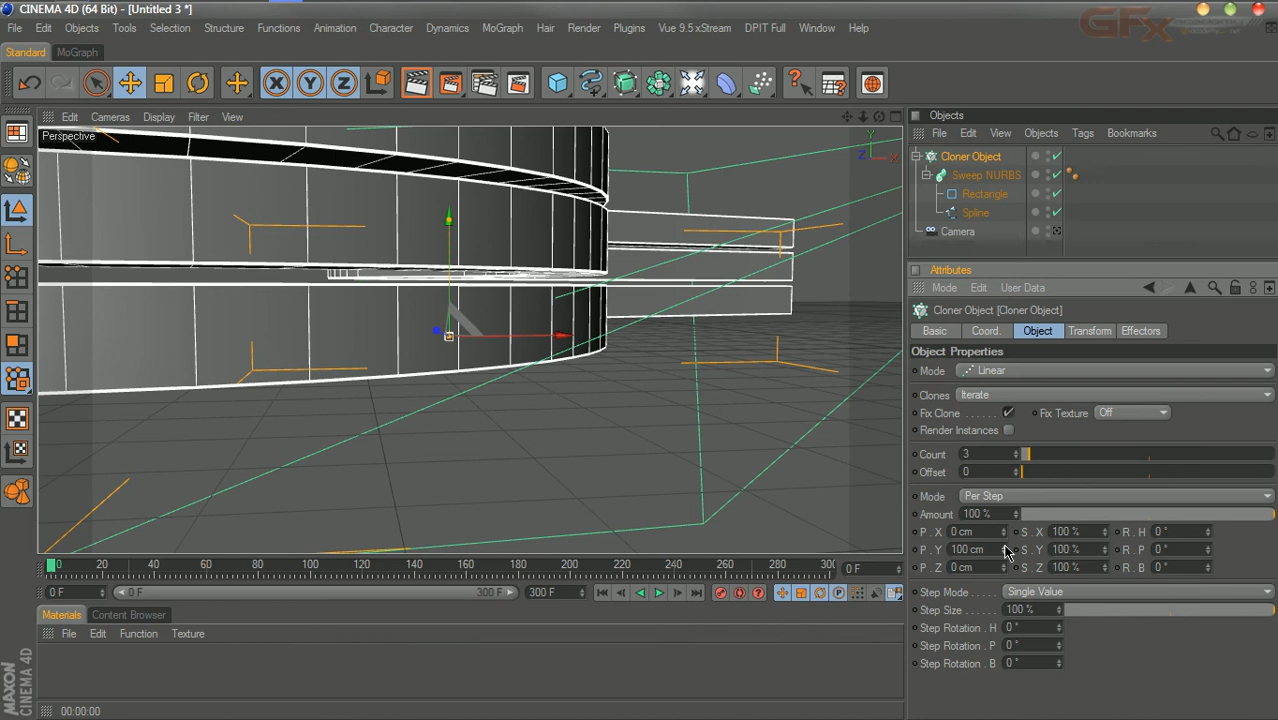 CINEMA 4D (64 Bit) - [Untitled 3 *]
File Edit Objects Tools Selection Structure Functions Animation Character Dynamics MoGraph Hair Render Plugins Vue 9.5 xStream DPIT Full Window Help
GFx
Standard MoGraph
Edit Cameras Display Filter View
Perspective
Y
Z X
0 20 40 60 80 100 120 140 160 180 200 220 240 260 280 300 0 F
0 F 0 F 300 F 300 F
Materials Content Browser
File Edit Function Texture
MAXON
CINEMA 4D
00:00:00
Objects
File Edit View Objects Tags Bookmarks
Cloner Object
Sweep NURBS
Rectangle
Spline
Camera
Attributes
Mode Edit User Data
Cloner Object [Cloner Object]
Basic Coord. Object Transform Effectors
Object Properties
Mode Linear
Clones Iterate
Fix Clone . . . . . . Fix Texture Off
Render Instances
Count 3
Offset 0
Mode Per Step
Amount 100 %
P . X 0 cm S . X 100 % R . H 0 °
P . Y 100 cm S . Y 100 % R . P 0 °
P . Z 0 cm S . Z 100 % R . B 0 °
Step Mode . . . . . Single Value
Step Size . . . . . . 100 %
Step Rotation . H 0 °
Step Rotation . P 0 °
Step Rotation . B 0 °